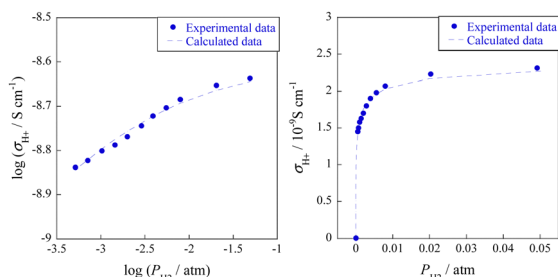 -8.5
-8.6
-8.7
-8.8
-8.9
-9
log (σH+ / S cm⁻¹)
Experimental data
Calculated data
-3.5 -3 -2.5 -2 -1.5 -1
log (PH2 / atm)
3
2.5
2
1.5
1
0.5
0
σH+ / 10⁻⁹S cm⁻¹
Experimental data
Calculated data
0 0.01 0.02 0.03 0.04 0.05
PH2 / atm